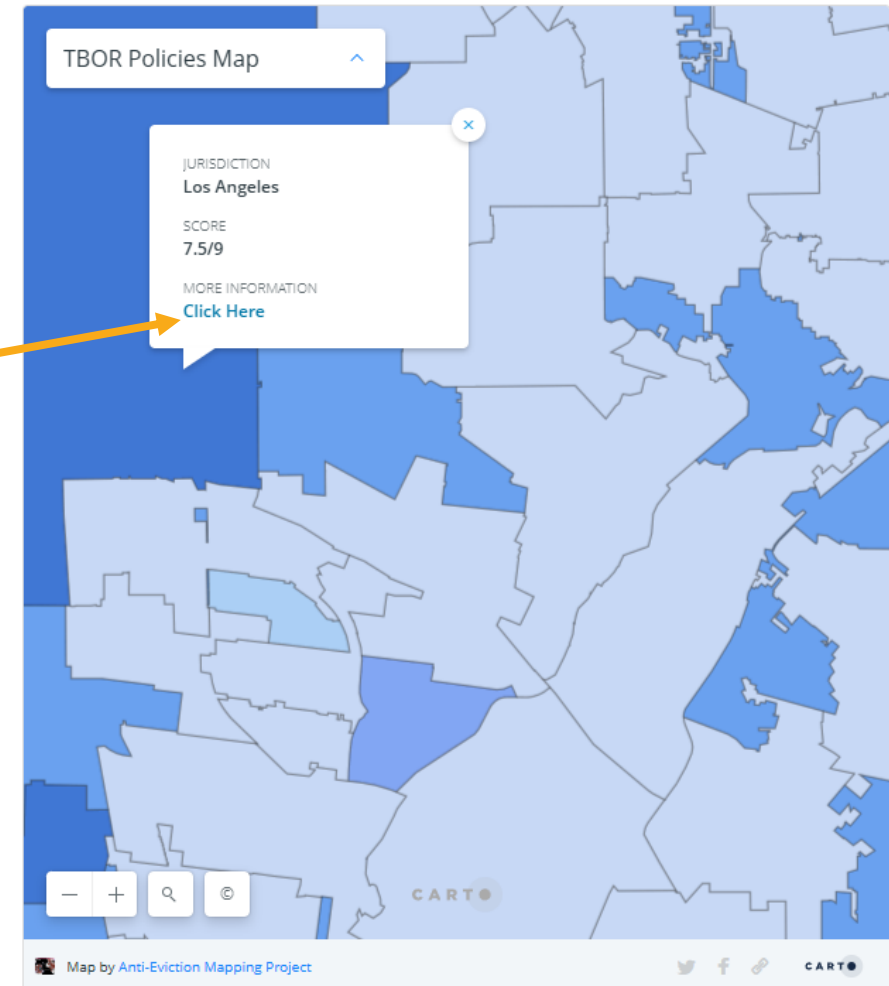 TBOR Policies Map
JURISDICTION
Los Angeles
SCORE
7.5/9
MORE INFORMATION
Click Here
©
CARTO
Map by Anti-Eviction Mapping Project
CARTO